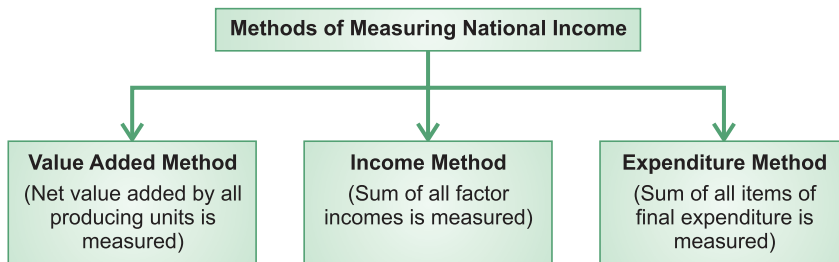 Methods of Measuring National Income
Value Added Method
(Net value added by all
producing units is
measured)
Income Method
(Sum of all factor
incomes is measured)
Expenditure Method
(Sum of all items of
final expenditure is
measured)